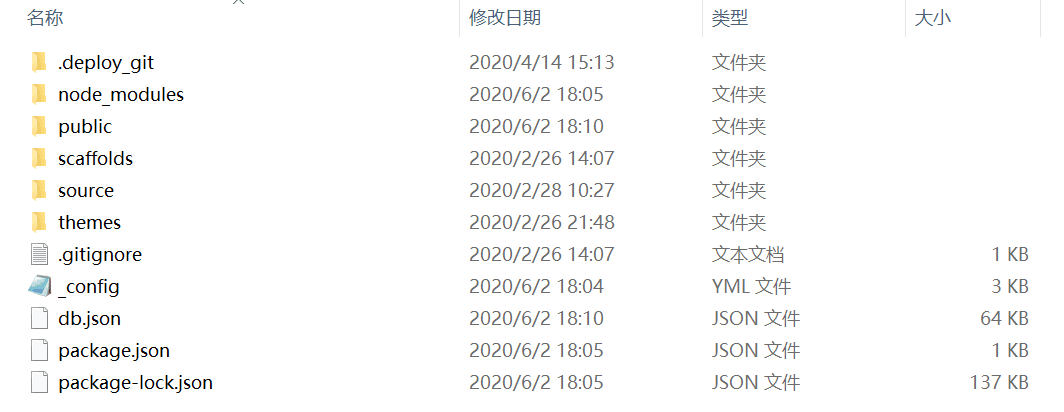 名称 修改日期 类型 大小
.deploy_git 2020/4/14 15:13 文件夹
node_modules 2020/6/2 18:05 文件夹
public 2020/6/2 18:10 文件夹
scaffolds 2020/2/26 14:07 文件夹
source 2020/2/28 10:27 文件夹
themes 2020/2/26 21:48 文件夹
.gitignore 2020/2/26 14:07 文本文档 1 KB
_config 2020/6/2 18:04 YML 文件 3 KB
db.json 2020/6/2 18:10 JSON 文件 64 KB
package.json 2020/6/2 18:05 JSON 文件 1 KB
package-lock.json 2020/6/2 18:05 JSON 文件 137 KB